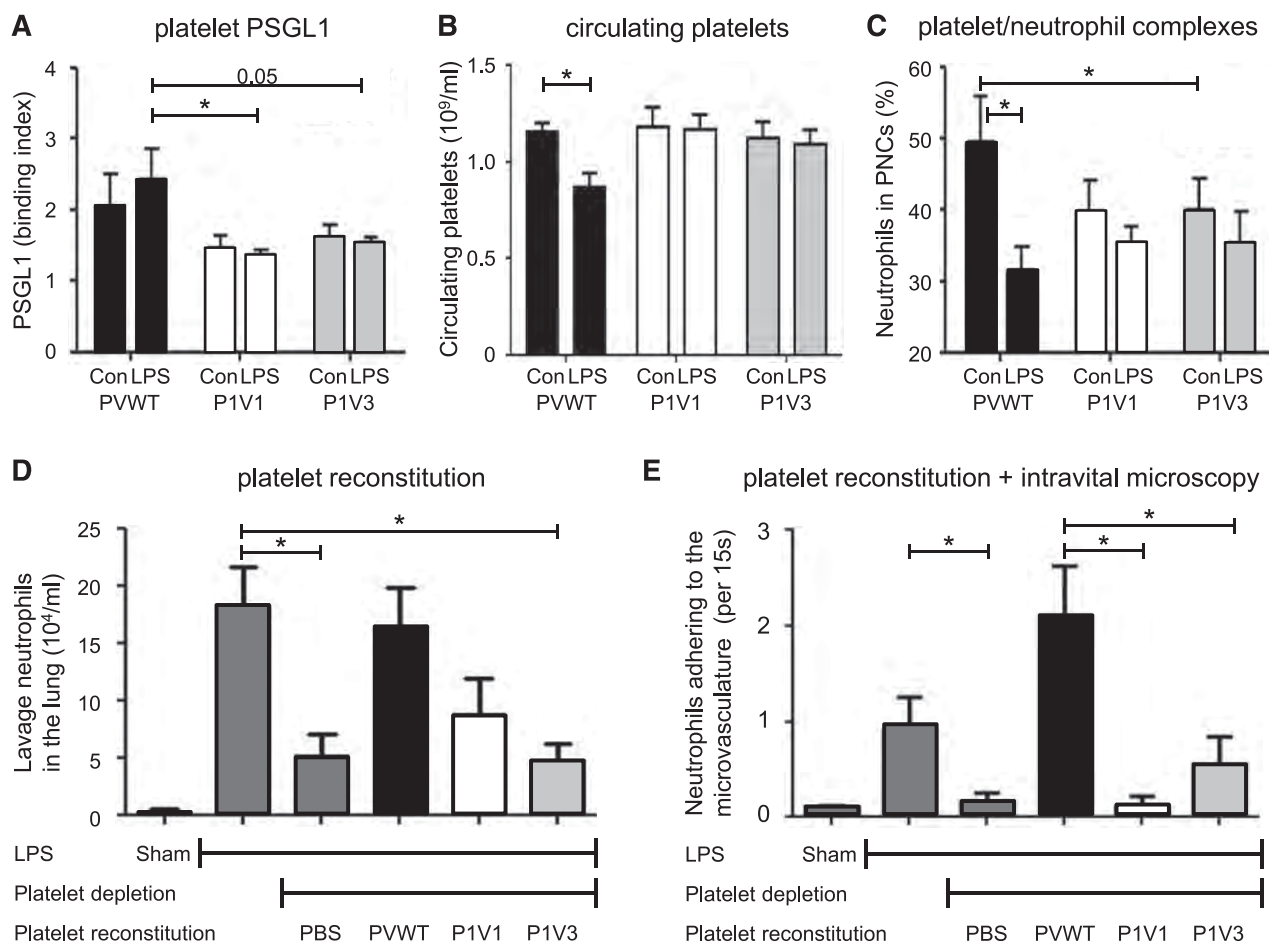 A platelet PSGL1
PSGL1 (binding index)
4
3
2
1
0
0.05
*
Con LPS Con LPS Con LPS
PVWT P1V1 P1V3
B circulating platelets
Circulating platelets (10⁹/ml)
1.5
1.0
0.5
0
*
Con LPS Con LPS Con LPS
PVWT P1V1 P1V3
C platelet/neutrophil complexes
Neutrophils in PNCs (%)
60
50
40
30
20
*
*
Con LPS Con LPS Con LPS
PVWT P1V1 P1V3
D platelet reconstitution
Lavage neutrophils
in the lung (10⁴/ml)
25
20
15
10
5
0
*
*
LPS Sham
Platelet depletion
Platelet reconstitution PBS PVWT P1V1 P1V3
E platelet reconstitution + intravital microscopy
Neutrophils adhering to the
microvasculature (per 15s)
3
2
1
0
*
*
*
LPS Sham
Platelet depletion
Platelet reconstitution PBS PVWT P1V1 P1V3